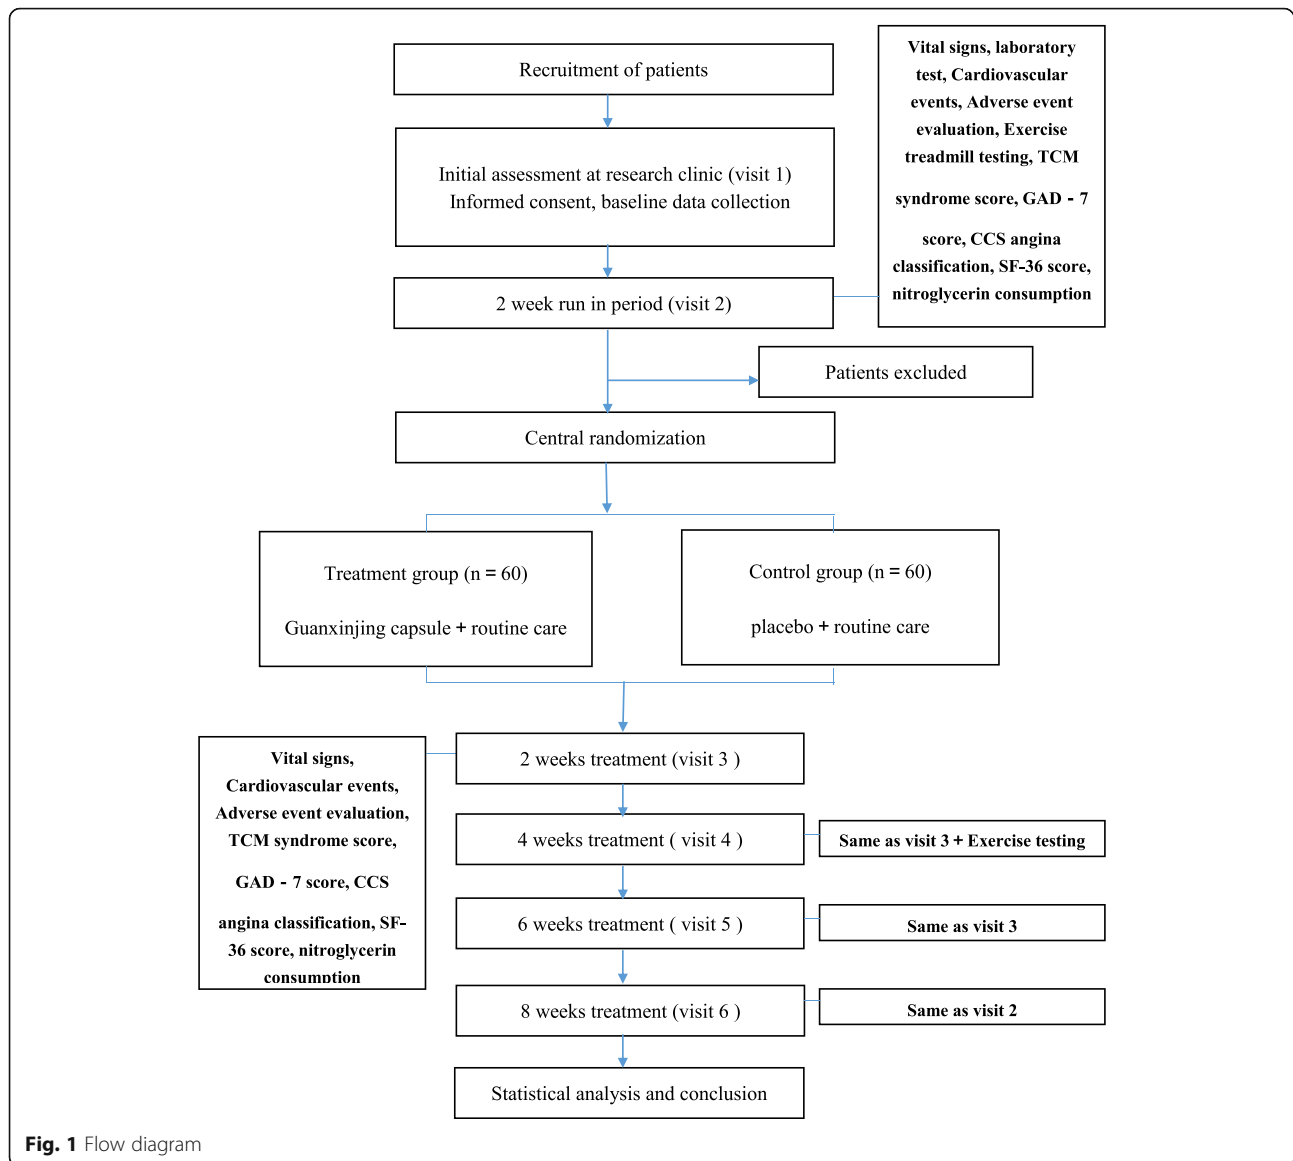 Recruitment of patients
Vital signs, laboratory
test, Cardiovascular
events, Adverse event
evaluation, Exercise
treadmill testing, TCM
syndrome score, GAD - 7
score, CCS angina
classification, SF-36 score,
nitroglycerin consumption
Initial assessment at research clinic (visit 1)
Informed consent, baseline data collection
2 week run in period (visit 2)
Patients excluded
Central randomization
Treatment group (n = 60)
Guanxinjing capsule + routine care
Control group (n = 60)
placebo + routine care
2 weeks treatment (visit 3 )
Vital signs,
Cardiovascular events,
Adverse event evaluation,
TCM syndrome score,
GAD - 7 score, CCS
angina classification, SF-
36 score, nitroglycerin
consumption
4 weeks treatment ( visit 4 )
Same as visit 3 + Exercise testing
6 weeks treatment ( visit 5 )
Same as visit 3
8 weeks treatment (visit 6 )
Same as visit 2
Statistical analysis and conclusion
Fig. 1 Flow diagram